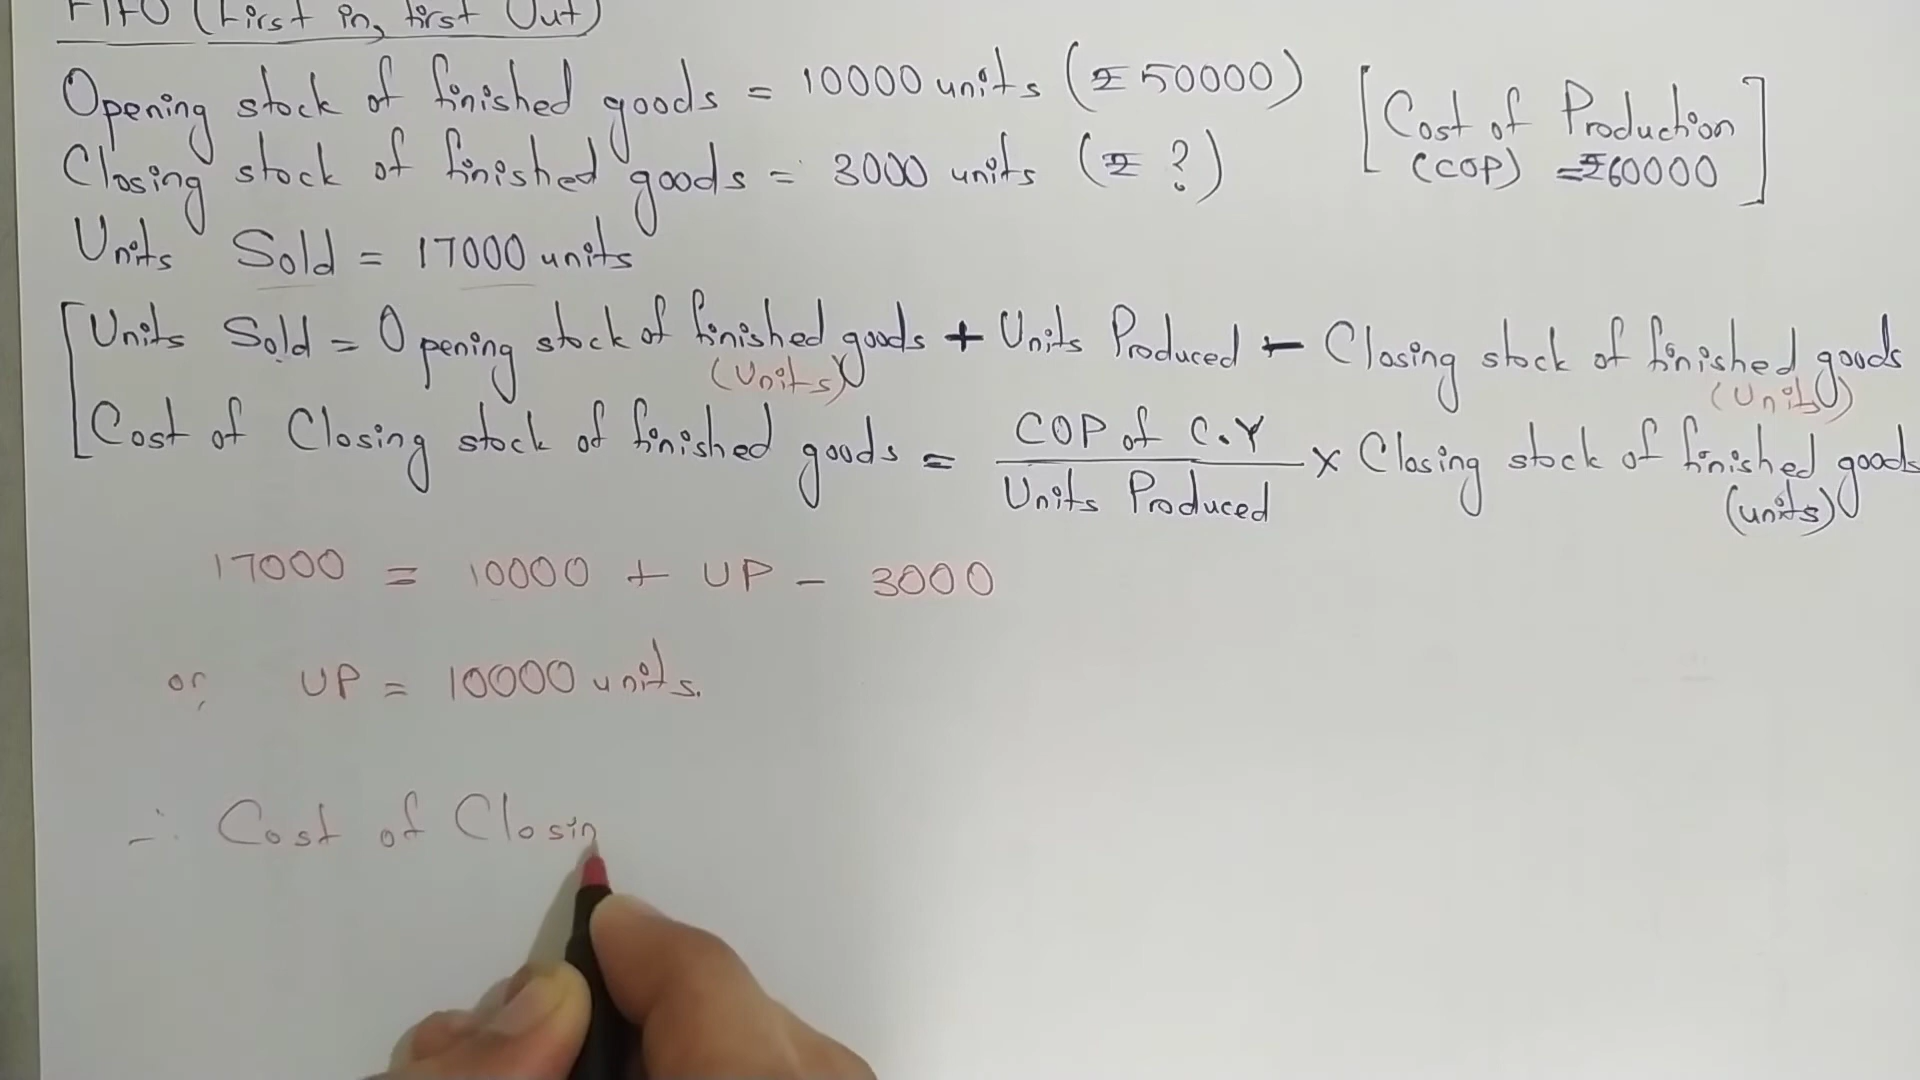 FIFO (First in, first Out)
Opening stock of finished goods = 10000 units (₹ 50000)
Closing stock of finished goods = 3000 units (₹ ?)
[Cost of Production
(COP) = ₹60000]
Units Sold = 17000 units
[Units Sold = Opening stock of finished goods + Units Produced - Closing stock of finished goods
(Units) (Units)
Cost of Closing stock of finished goods = COP of C.Y / Units Produced x Closing stock of finished goods
(units)
17000 = 10000 + UP - 3000
or, UP = 10000 units.
∴ Cost of Closin